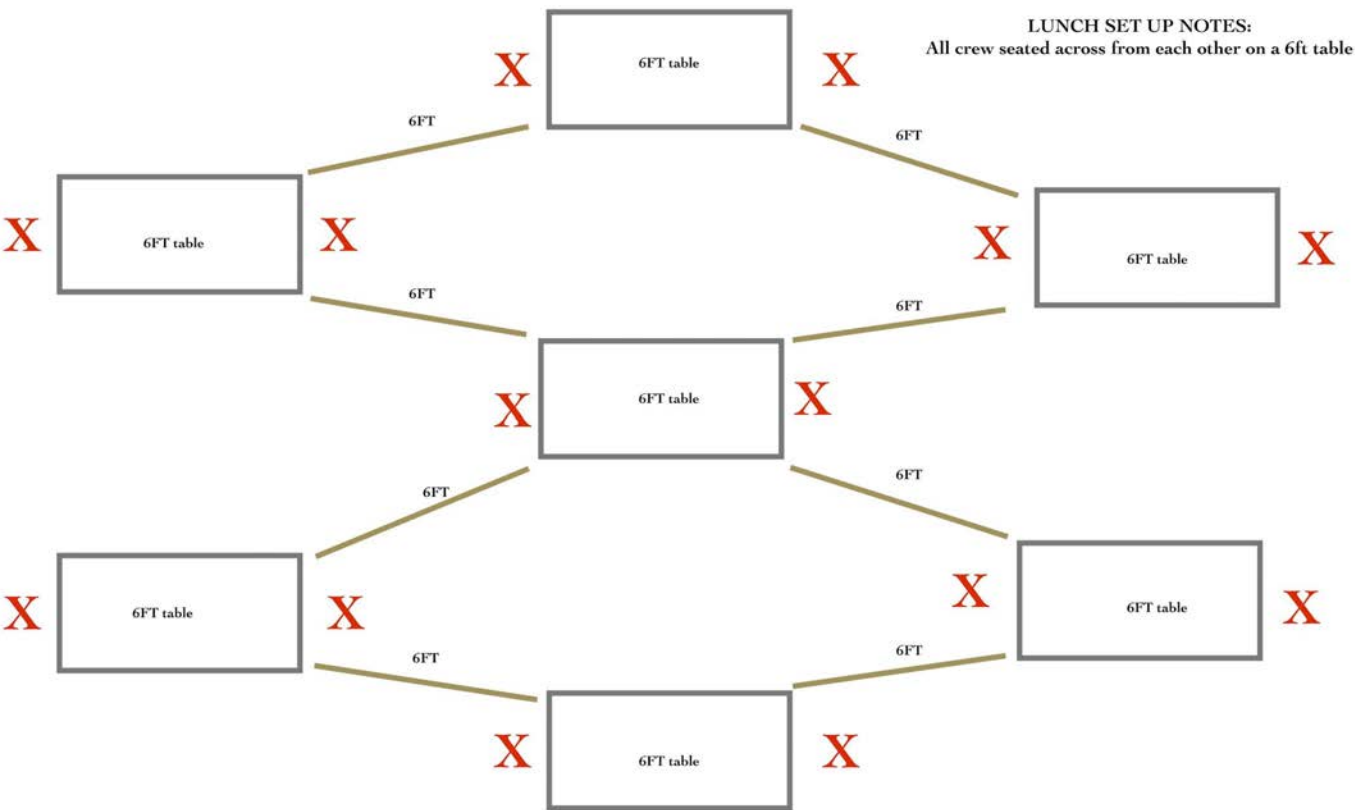 LUNCH SET UP NOTES:
All crew seated across from each other on a 6ft table
X
6FT table
X
6FT
6FT
X
6FT table
X
X
6FT table
X
6FT
6FT
X
6FT table
X
6FT
6FT
X
6FT table
X
X
6FT table
X
6FT
6FT
X
6FT table
X